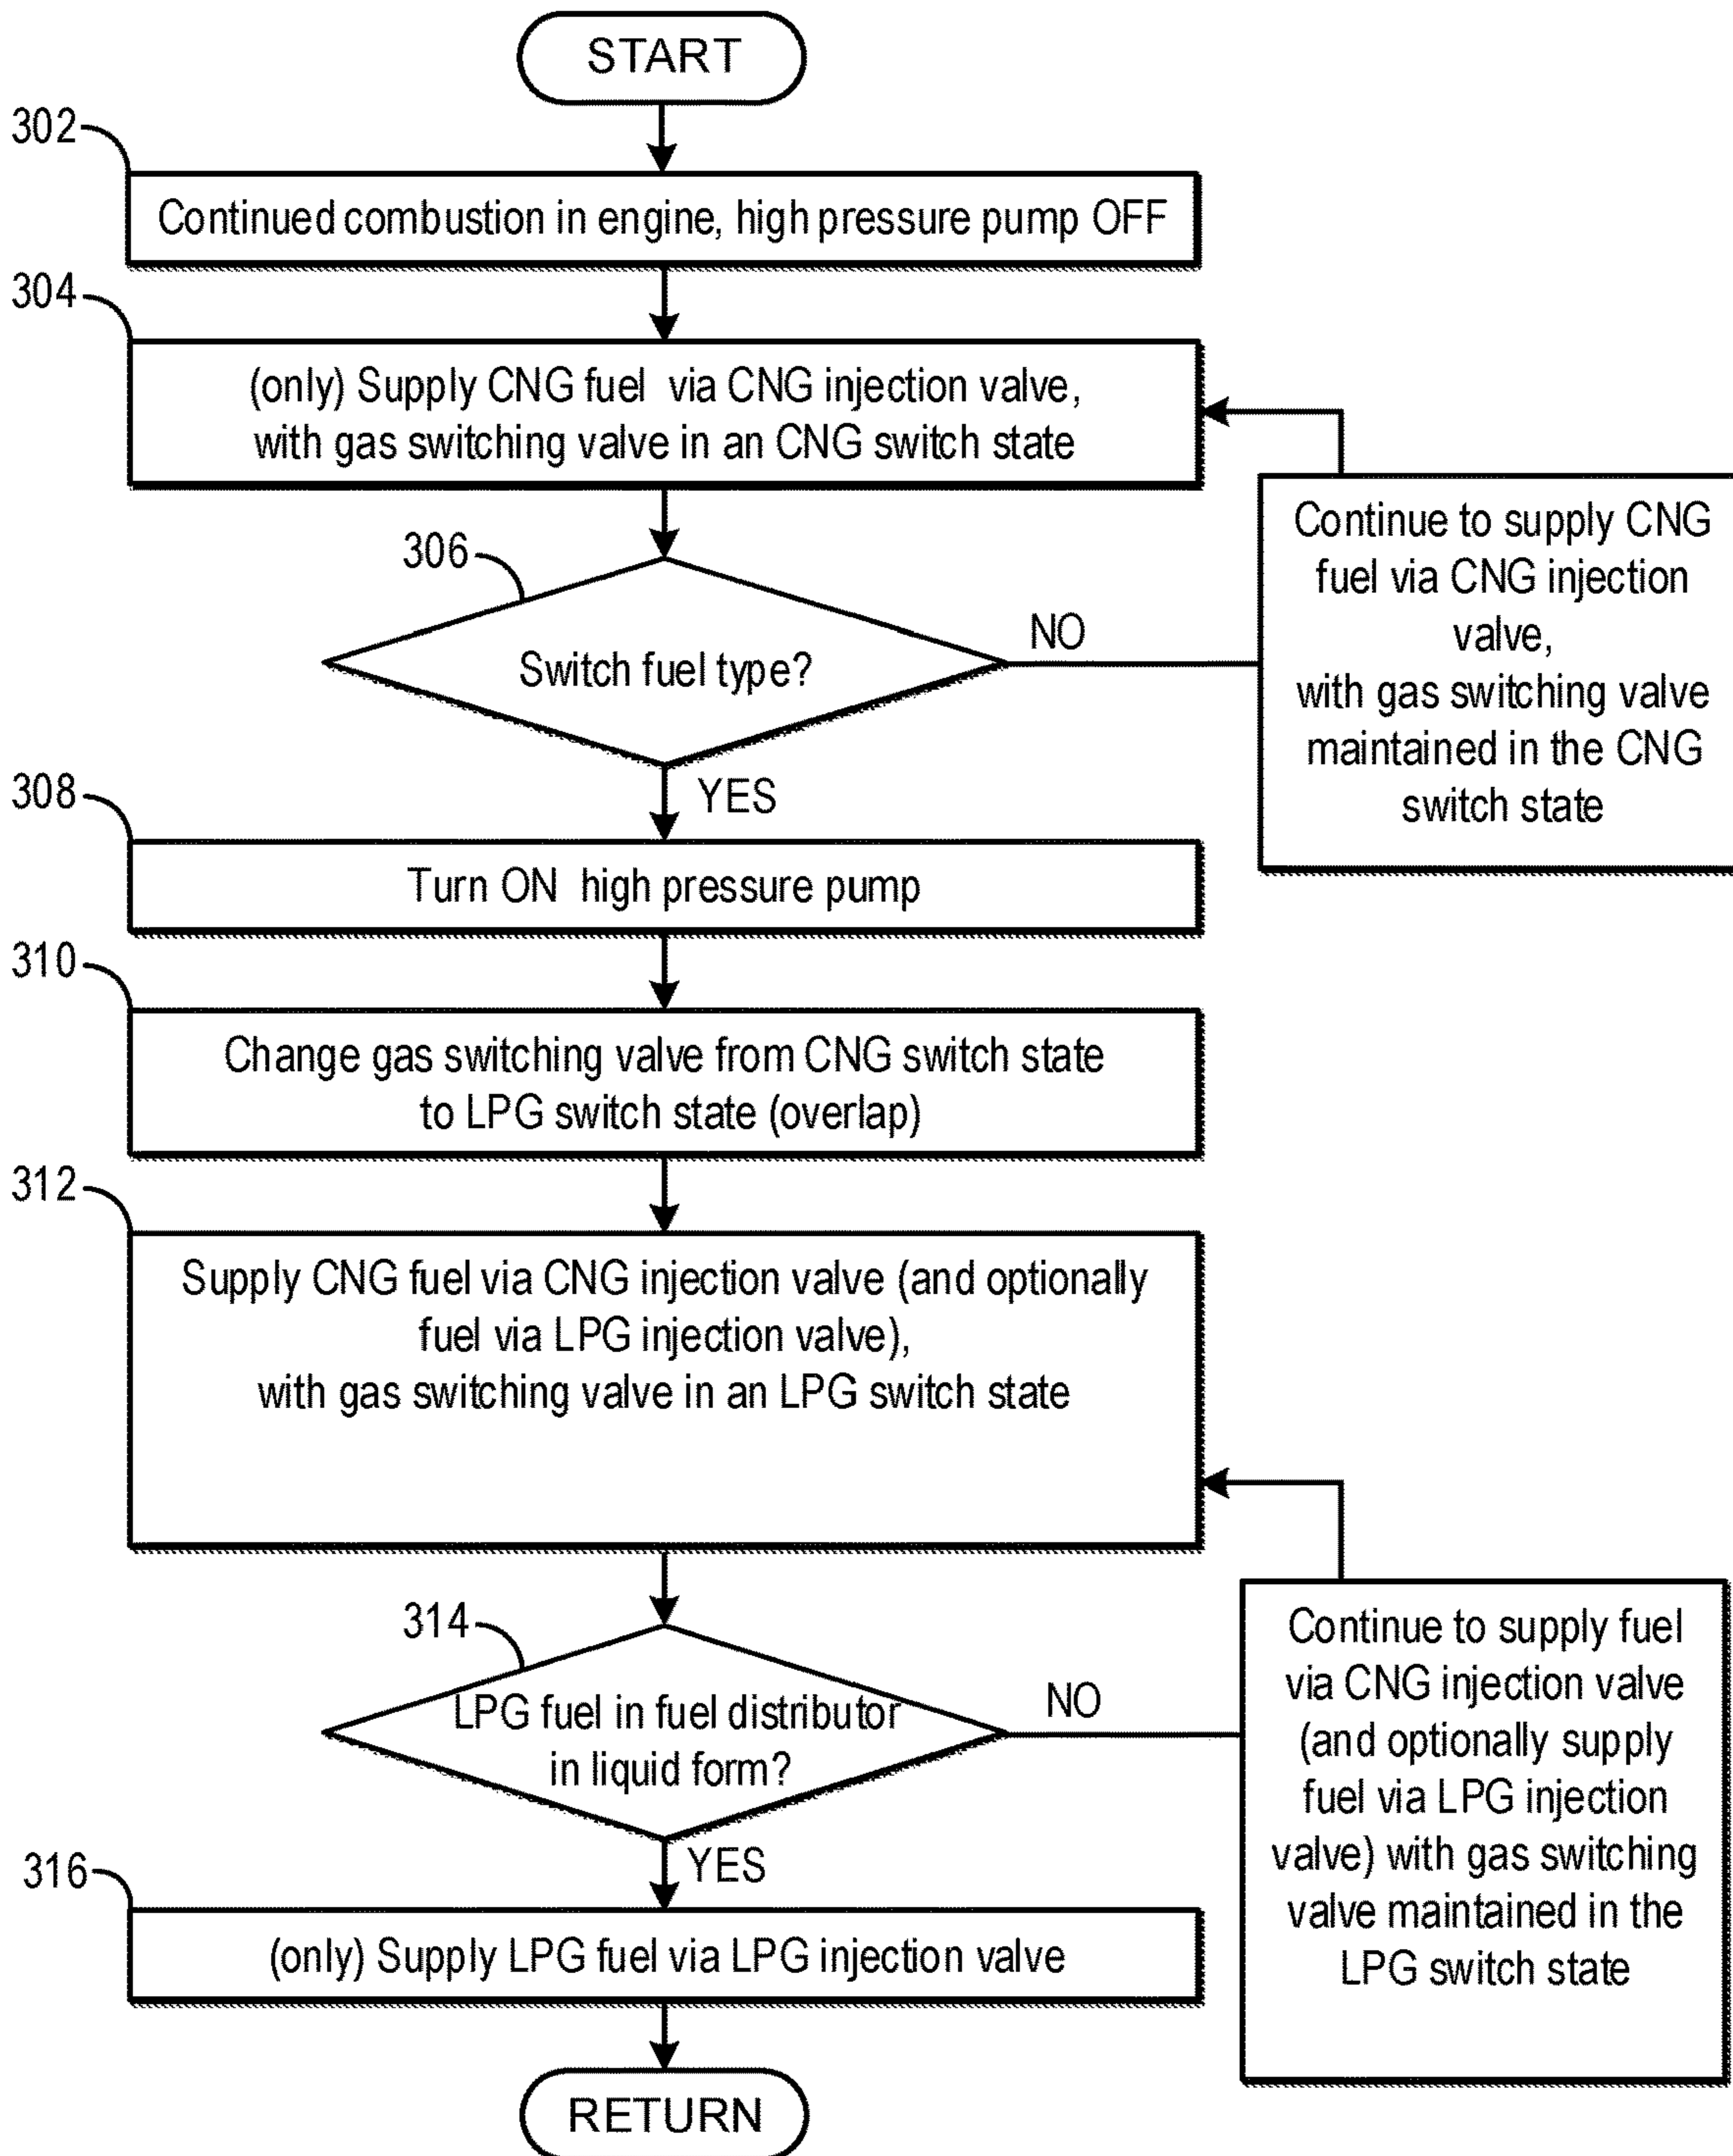 START
302
Continued combustion in engine, high pressure pump OFF
304
(only) Supply CNG fuel via CNG injection valve,
with gas switching valve in an CNG switch state
306
Switch fuel type?
NO
Continue to supply CNG
fuel via CNG injection
valve,
with gas switching valve
maintained in the CNG
switch state
YES
308
Turn ON high pressure pump
310
Change gas switching valve from CNG switch state
to LPG switch state (overlap)
312
Supply CNG fuel via CNG injection valve (and optionally
fuel via LPG injection valve),
with gas switching valve in an LPG switch state
314
LPG fuel in fuel distributor
in liquid form?
NO
Continue to supply fuel
via CNG injection valve
(and optionally supply
fuel via LPG injection
valve) with gas switching
valve maintained in the
LPG switch state
YES
316
(only) Supply LPG fuel via LPG injection valve
RETURN